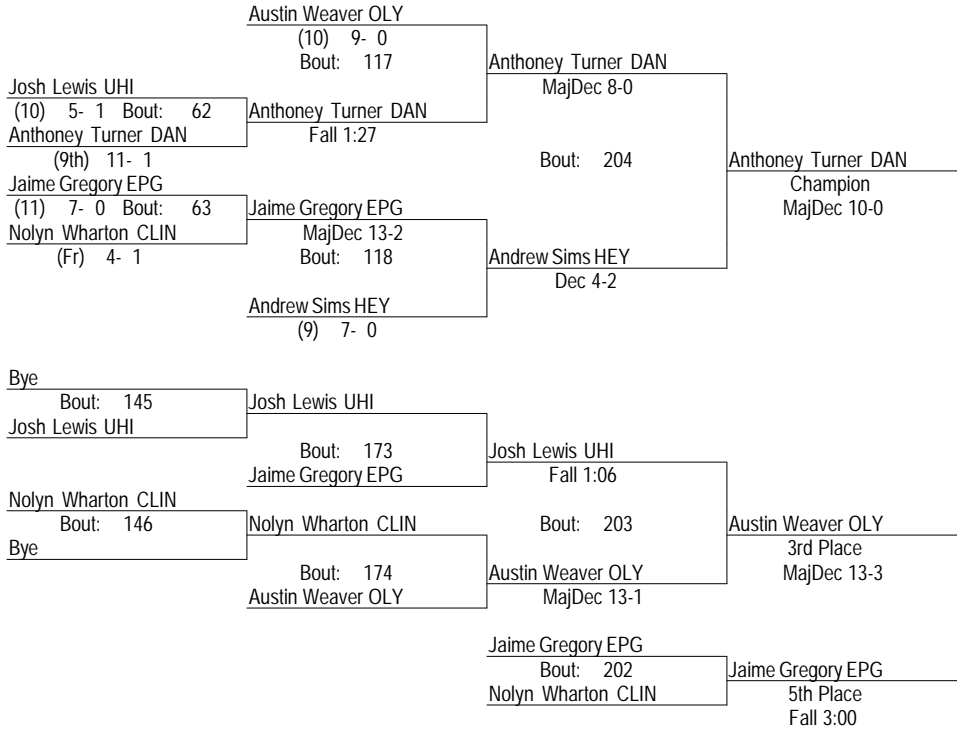 Austin Weaver OLY
(10) 9- 0
Bout: 117
Anthoney Turner DAN
MajDec 8-0
Josh Lewis UHI
(10) 5- 1 Bout: 62
Anthoney Turner DAN
Fall 1:27
Anthoney Turner DAN
(9th) 11- 1
Bout: 204
Anthoney Turner DAN
Champion
MajDec 10-0
Jaime Gregory EPG
(11) 7- 0 Bout: 63
Jaime Gregory EPG
MajDec 13-2
Nolyn Wharton CLIN
(Fr) 4- 1
Bout: 118
Andrew Sims HEY
Dec 4-2
Andrew Sims HEY
(9) 7- 0
Bye
Bout: 145
Josh Lewis UHI
Josh Lewis UHI
Bout: 173
Josh Lewis UHI
Fall 1:06
Jaime Gregory EPG
Nolyn Wharton CLIN
Bout: 146
Nolyn Wharton CLIN
Bye
Bout: 203
Austin Weaver OLY
3rd Place
MajDec 13-3
Bout: 174
Austin Weaver OLY
MajDec 13-1
Austin Weaver OLY
Jaime Gregory EPG
Bout: 202
Jaime Gregory EPG
Nolyn Wharton CLIN
5th Place
Fall 3:00